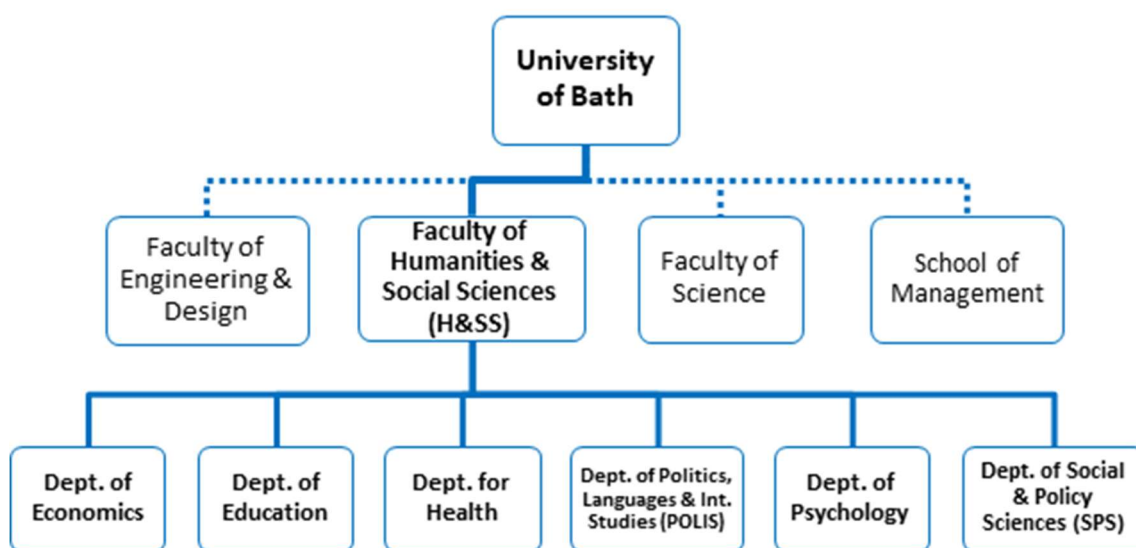 University
of Bath
Faculty of
Engineering &
Design
Faculty of
Humanities &
Social Sciences
(H&SS)
Faculty of
Science
School of
Management
Dept. of
Economics
Dept. of
Education
Dept. for
Health
Dept. of Politics,
Languages & Int.
Studies (POLIS)
Dept. of
Psychology
Dept. of Social
& Policy
Sciences (SPS)